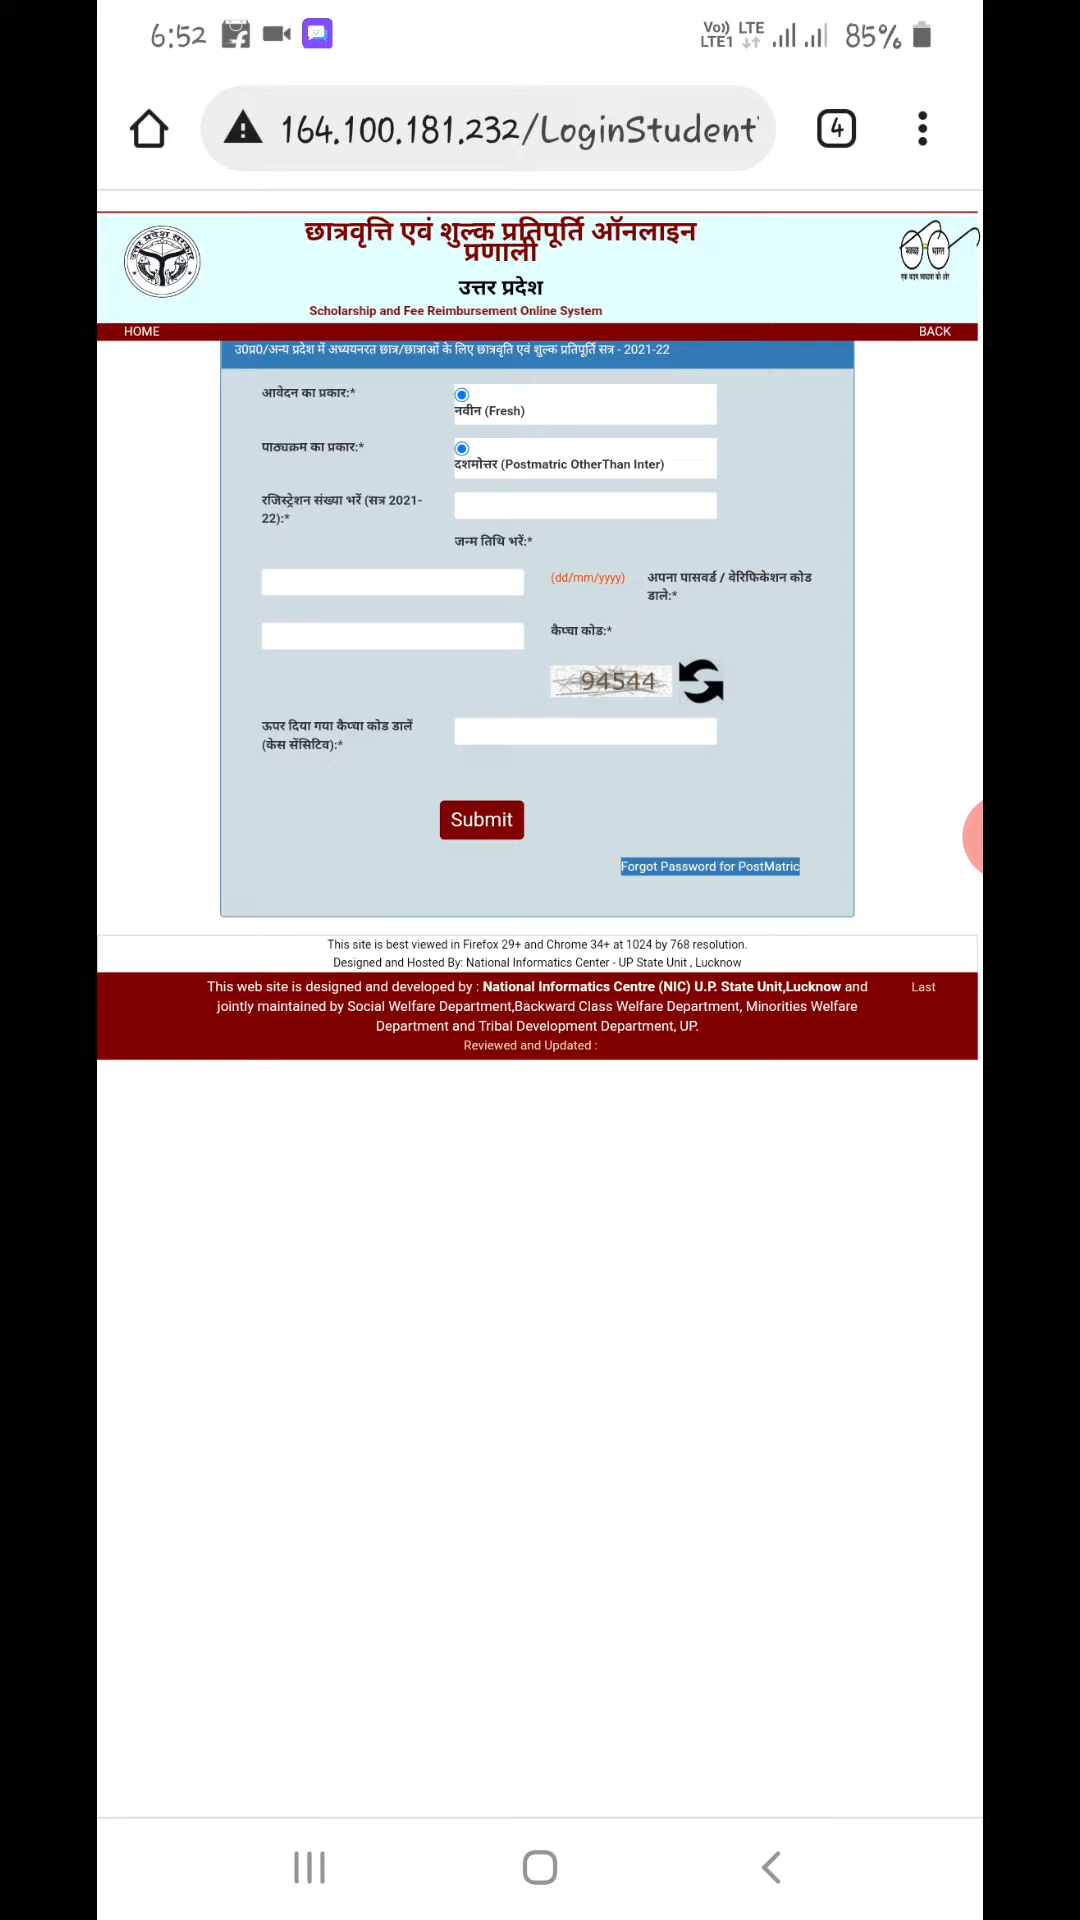 6:52
Vo)) LTE
LTE1
85%
164.100.181.232/LoginStudent
4
छात्रवृत्ति एवं शुल्क प्रतिपूर्ति ऑनलाइन
प्रणाली
उत्तर प्रदेश
Scholarship and Fee Reimbursement Online System
स्वच्छ भारत
एक कदम स्वच्छता की ओर
HOME
BACK
उ0प्र0/अन्य प्रदेश में अध्ययनरत छात्र/छात्राओं के लिए छात्रवृति एवं शुल्क प्रतिपूर्ति सत्र - 2021-22
आवेदन का प्रकार:*
नवीन (Fresh)
पाठ्यक्रम का प्रकार:*
दशमोत्तर (Postmatric OtherThan Inter)
रजिस्ट्रेशन संख्या भरें (सत्र 2021-
22):*
जन्म तिथि भरें:*
(dd/mm/yyyy)
अपना पासवर्ड / वेरिफिकेशन कोड
डाले:*
कैप्चा कोड:*
94544
ऊपर दिया गया कैप्चा कोड डालें
(केस सेंसिटिव):*
Submit
Forgot Password for PostMatric
This site is best viewed in Firefox 29+ and Chrome 34+ at 1024 by 768 resolution.
Designed and Hosted By: National Informatics Center - UP State Unit , Lucknow
This web site is designed and developed by : National Informatics Centre (NIC) U.P. State Unit,Lucknow and
jointly maintained by Social Welfare Department,Backward Class Welfare Department, Minorities Welfare
Department and Tribal Development Department, UP.
Last
Reviewed and Updated :